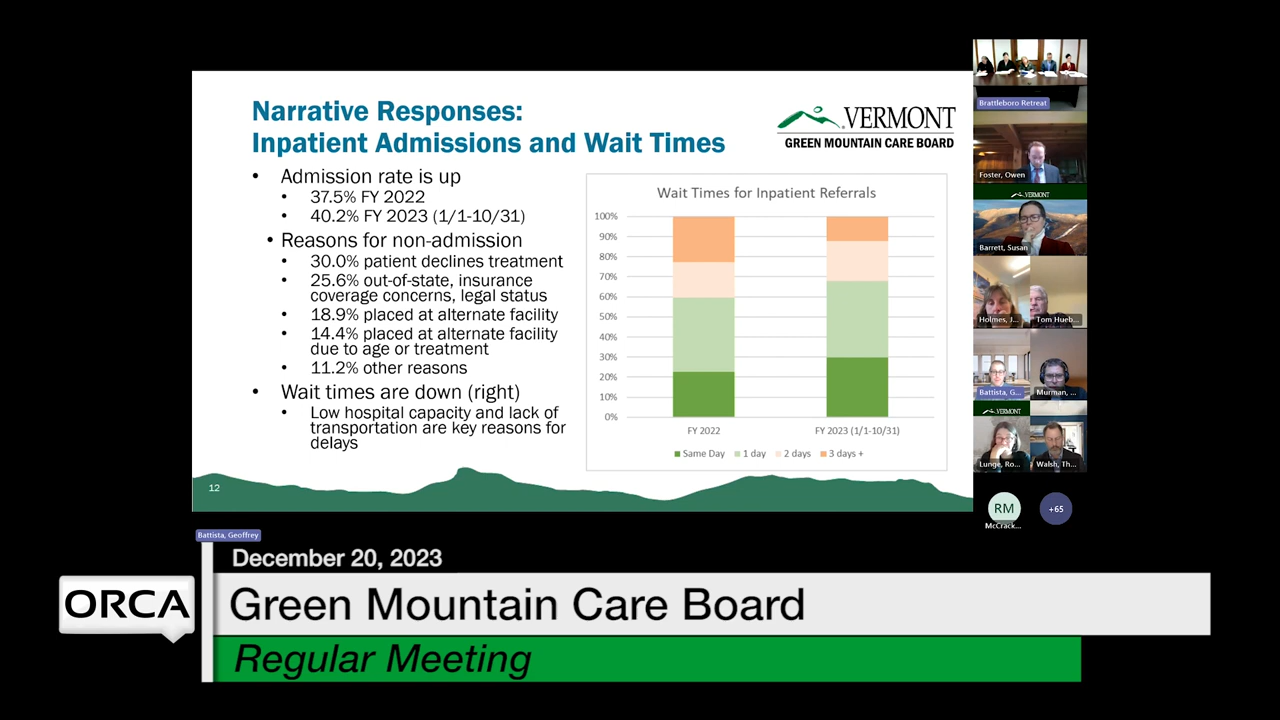 Narrative Responses:
Inpatient Admissions and Wait Times
VERMONT
GREEN MOUNTAIN CARE BOARD
• Admission rate is up
• 37.5% FY 2022
• 40.2% FY 2023 (1/1-10/31)
• Reasons for non-admission
• 30.0% patient declines treatment
• 25.6% out-of-state, insurance
coverage concerns, legal status
• 18.9% placed at alternate facility
• 14.4% placed at alternate facility
due to age or treatment
• 11.2% other reasons
• Wait times are down (right)
• Low hospital capacity and lack of
transportation are key reasons for
delays
Wait Times for Inpatient Referrals
100%
90%
80%
70%
60%
50%
40%
30%
20%
10%
0%
FY 2022
FY 2023 (1/1-10/31)
Same Day
1 day
2 days
3 days +
12
Brattleboro Retreat
Foster, Owen
VERMONT
Barrett, Susan
Holmes, J...
Tom Hueb...
Battista, G...
Murman, ...
VERMONT
Lunge, Ro...
Walsh, Th...
RM
McCrack...
+65
Battista, Geoffrey
December 20, 2023
ORCA
Green Mountain Care Board
Regular Meeting